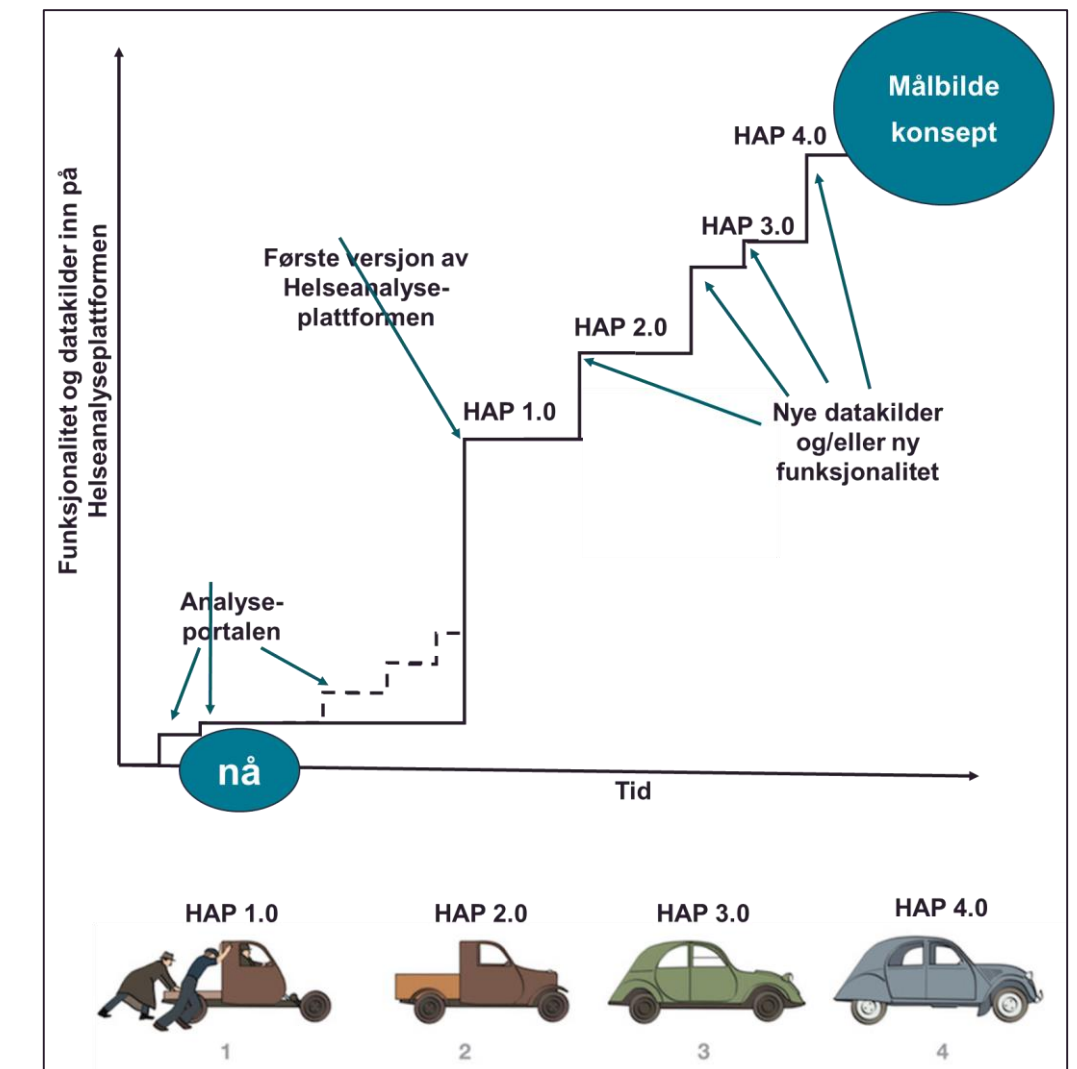 Målbilde
konsept
HAP 4.0
HAP 3.0
Første versjon av
Helseanalyse-
plattformen
HAP 2.0
HAP 1.0
Nye datakilder
og/eller ny
funksjonalitet
Funksjonalitet og datakilder inn på
Helseanalyseplattformen
Analyse-
portalen
nå
Tid
HAP 1.0
HAP 2.0
HAP 3.0
HAP 4.0
1
2
3
4